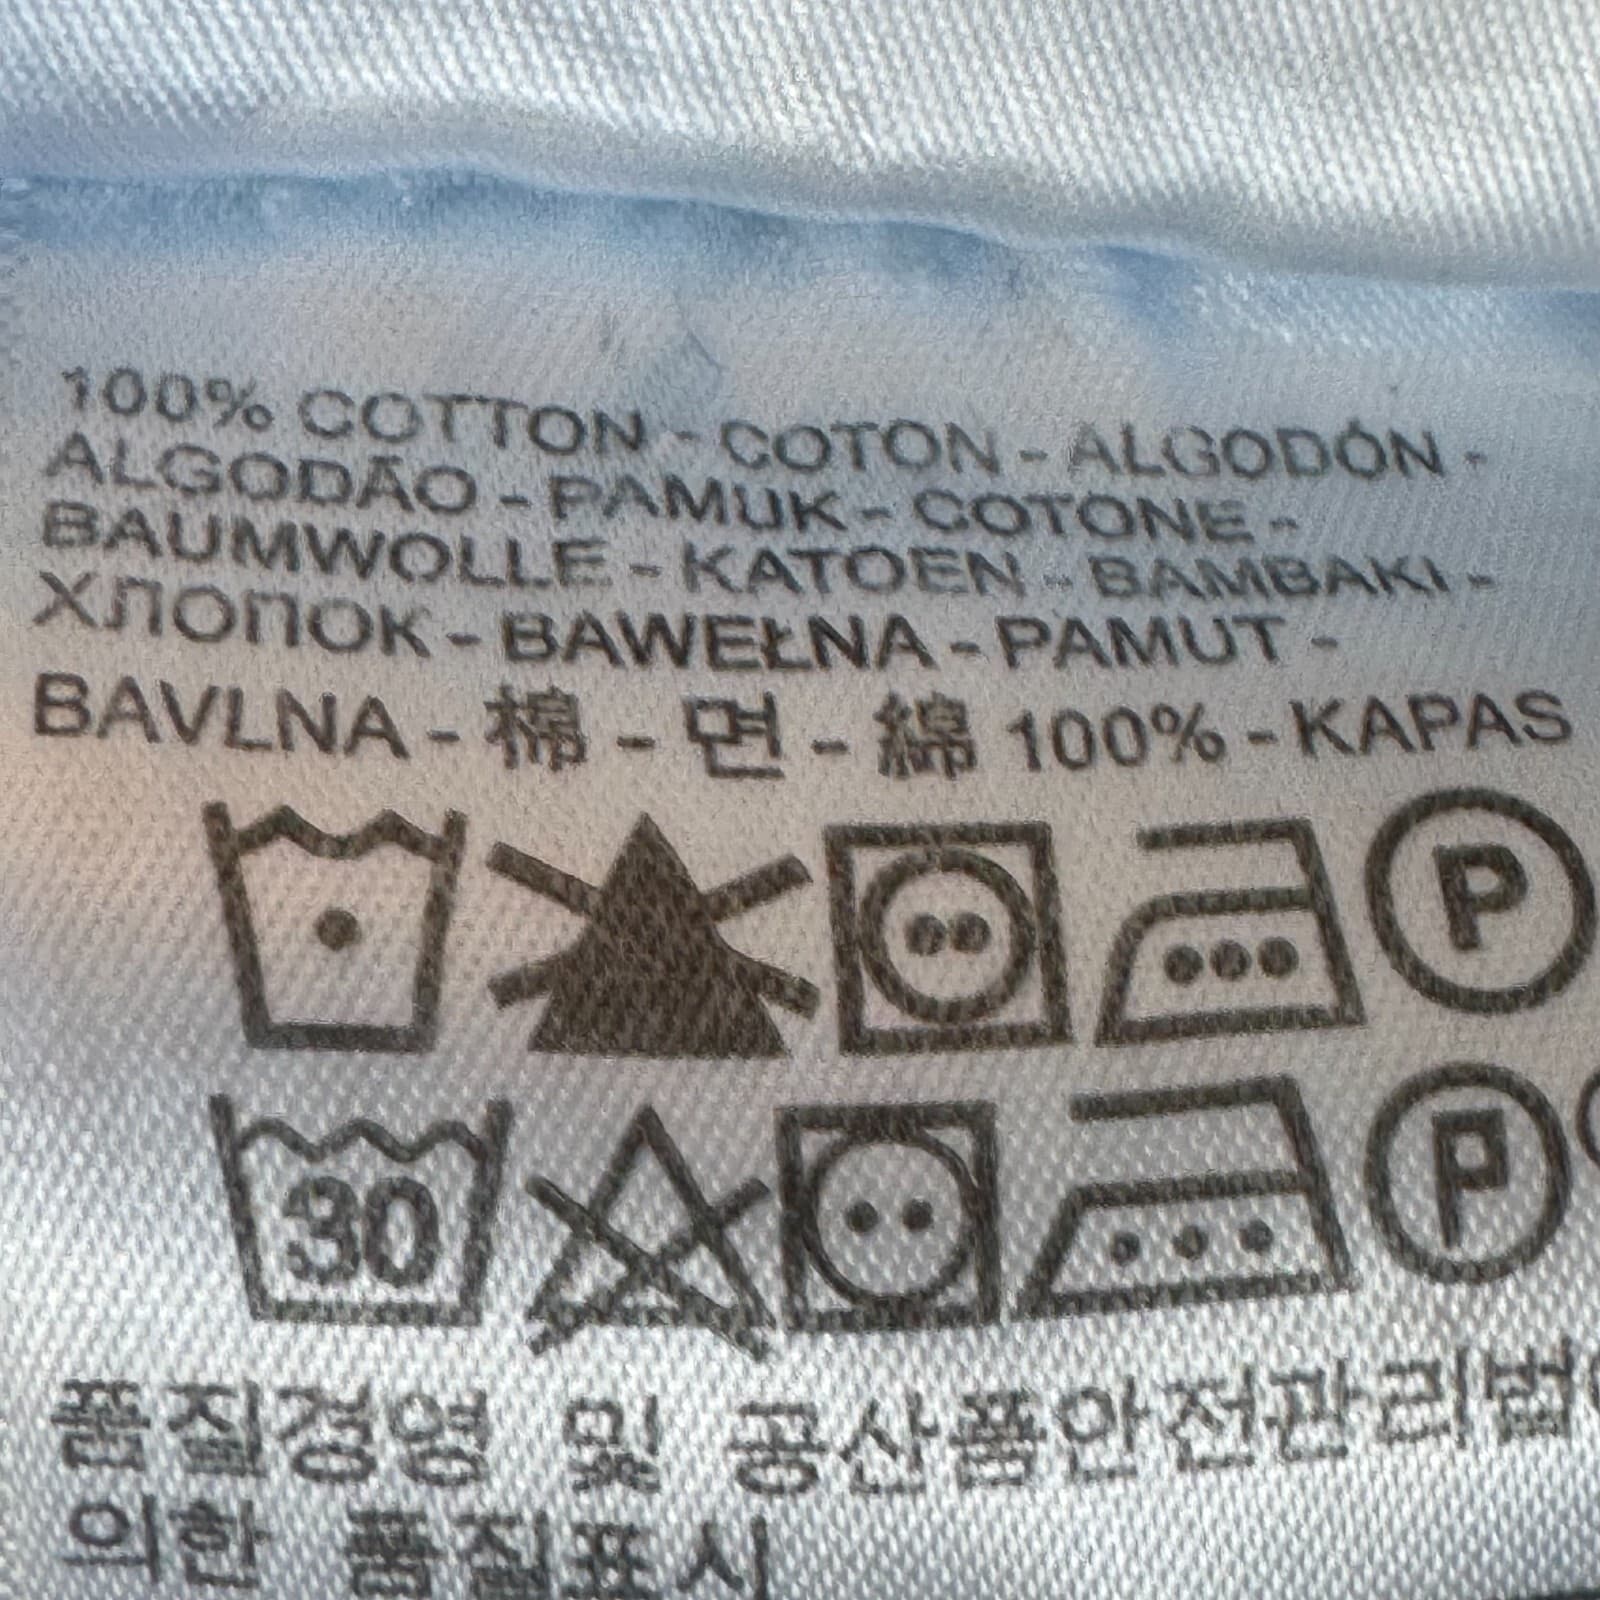 100% COTTON - COTON - ALGODÓN -
ALGODÃO - PAMUK - COTONE -
BAUMWOLLE - KATOEN - BAMBAKI -
ХЛОПОК - BAWEŁNA - PAMUT -
BAVLNA - 棉 - 면 - 綿 100% - KAPAS
P
30 P
품질경영 및 공산품안전관리법에
의한 품질표시